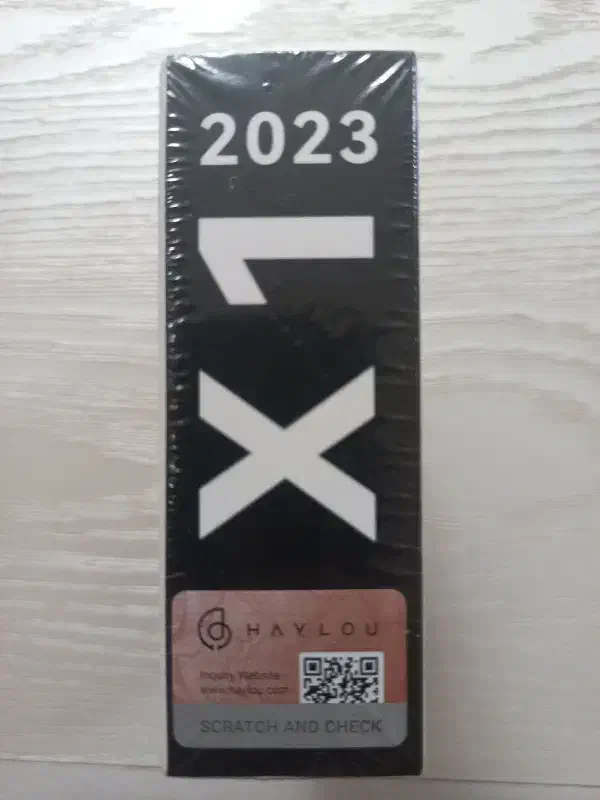 2023
X1
HAYLOU
Inquiry Website:
www.haylou.com
SCRATCH AND CHECK